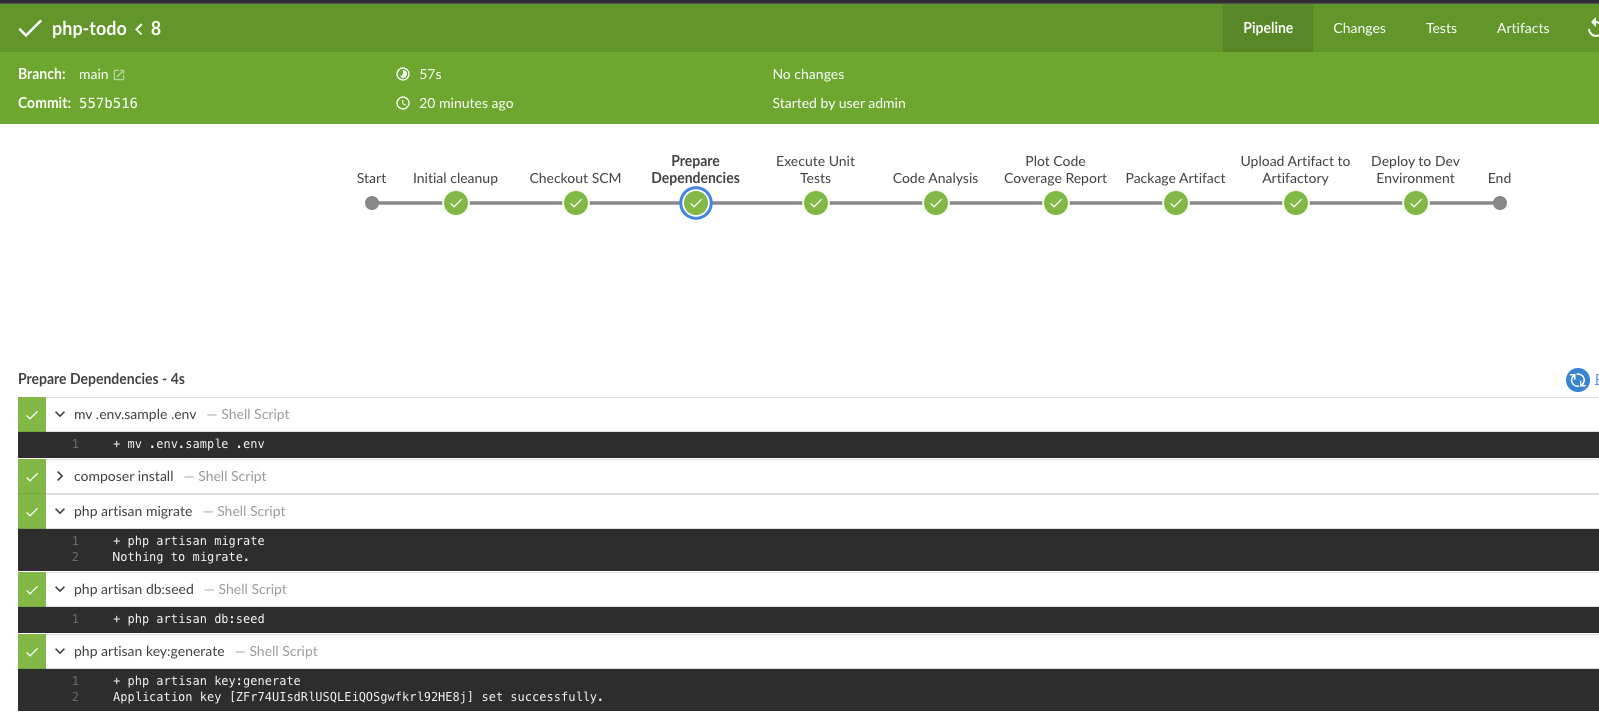 php-todo < 8
Pipeline
Changes
Tests
Artifacts
Branch: main
57s
No changes
Commit: 557b516
20 minutes ago
Started by user admin
Start
Initial cleanup
Checkout SCM
Prepare
Dependencies
Execute Unit
Tests
Code Analysis
Plot Code
Coverage Report
Package Artifact
Upload Artifact to
Artifactory
Deploy to Dev
Environment
End
Prepare Dependencies - 4s
mv .env.sample .env — Shell Script
1 + mv .env.sample .env
composer install — Shell Script
php artisan migrate — Shell Script
1 + php artisan migrate
2 Nothing to migrate.
php artisan db:seed — Shell Script
1 + php artisan db:seed
php artisan key:generate — Shell Script
1 + php artisan key:generate
2 Application key [ZFr74UIsdRlUSQLEiQOSgwfkrl92HE8j] set successfully.